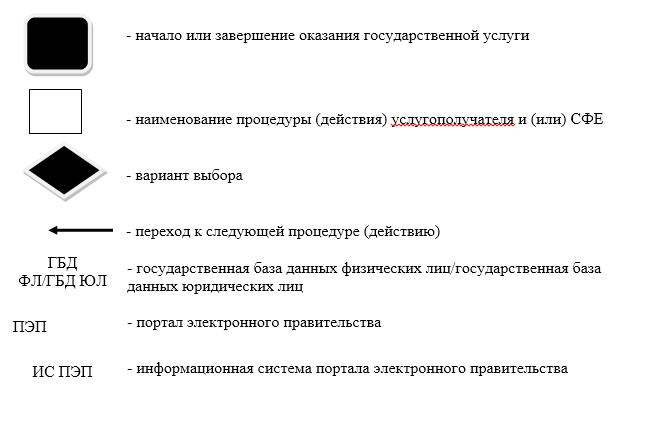 - начало или завершение оказания государственной услуги
- наименование процедуры (действия) услугополучателя и (или) СФЕ
- вариант выбора
- переход к следующей процедуре (действию)
ГБД
ФЛ/ГБД ЮЛ
- государственная база данных физических лиц/государственная база
данных юридических лиц
ПЭП
- портал электронного правительства
ИС ПЭП
- информационная система портала электронного правительства